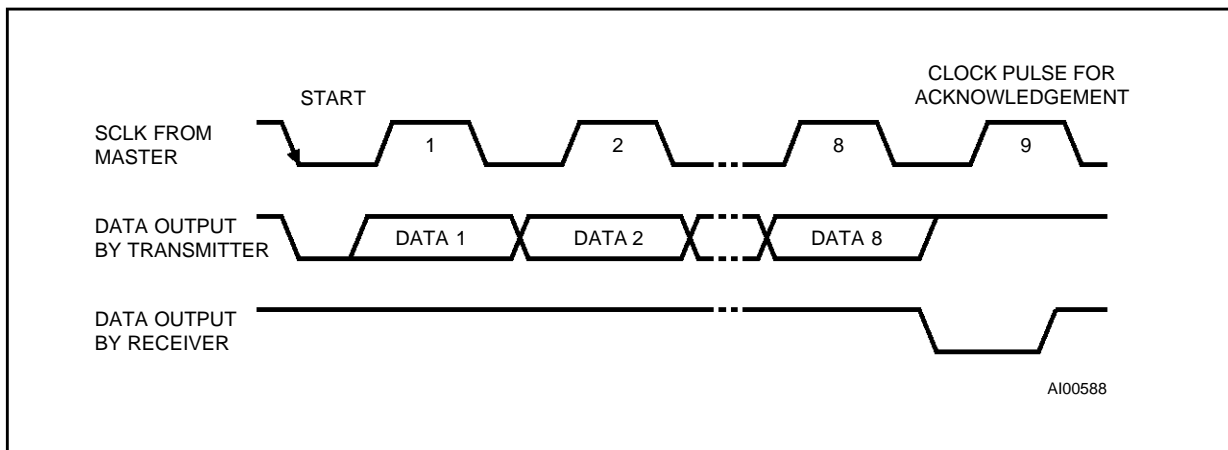 START
CLOCK PULSE FOR
ACKNOWLEDGEMENT
SCLK FROM
MASTER
1
2
8
9
DATA OUTPUT
BY TRANSMITTER
DATA 1
DATA 2
DATA 8
DATA OUTPUT
BY RECEIVER
AI00588